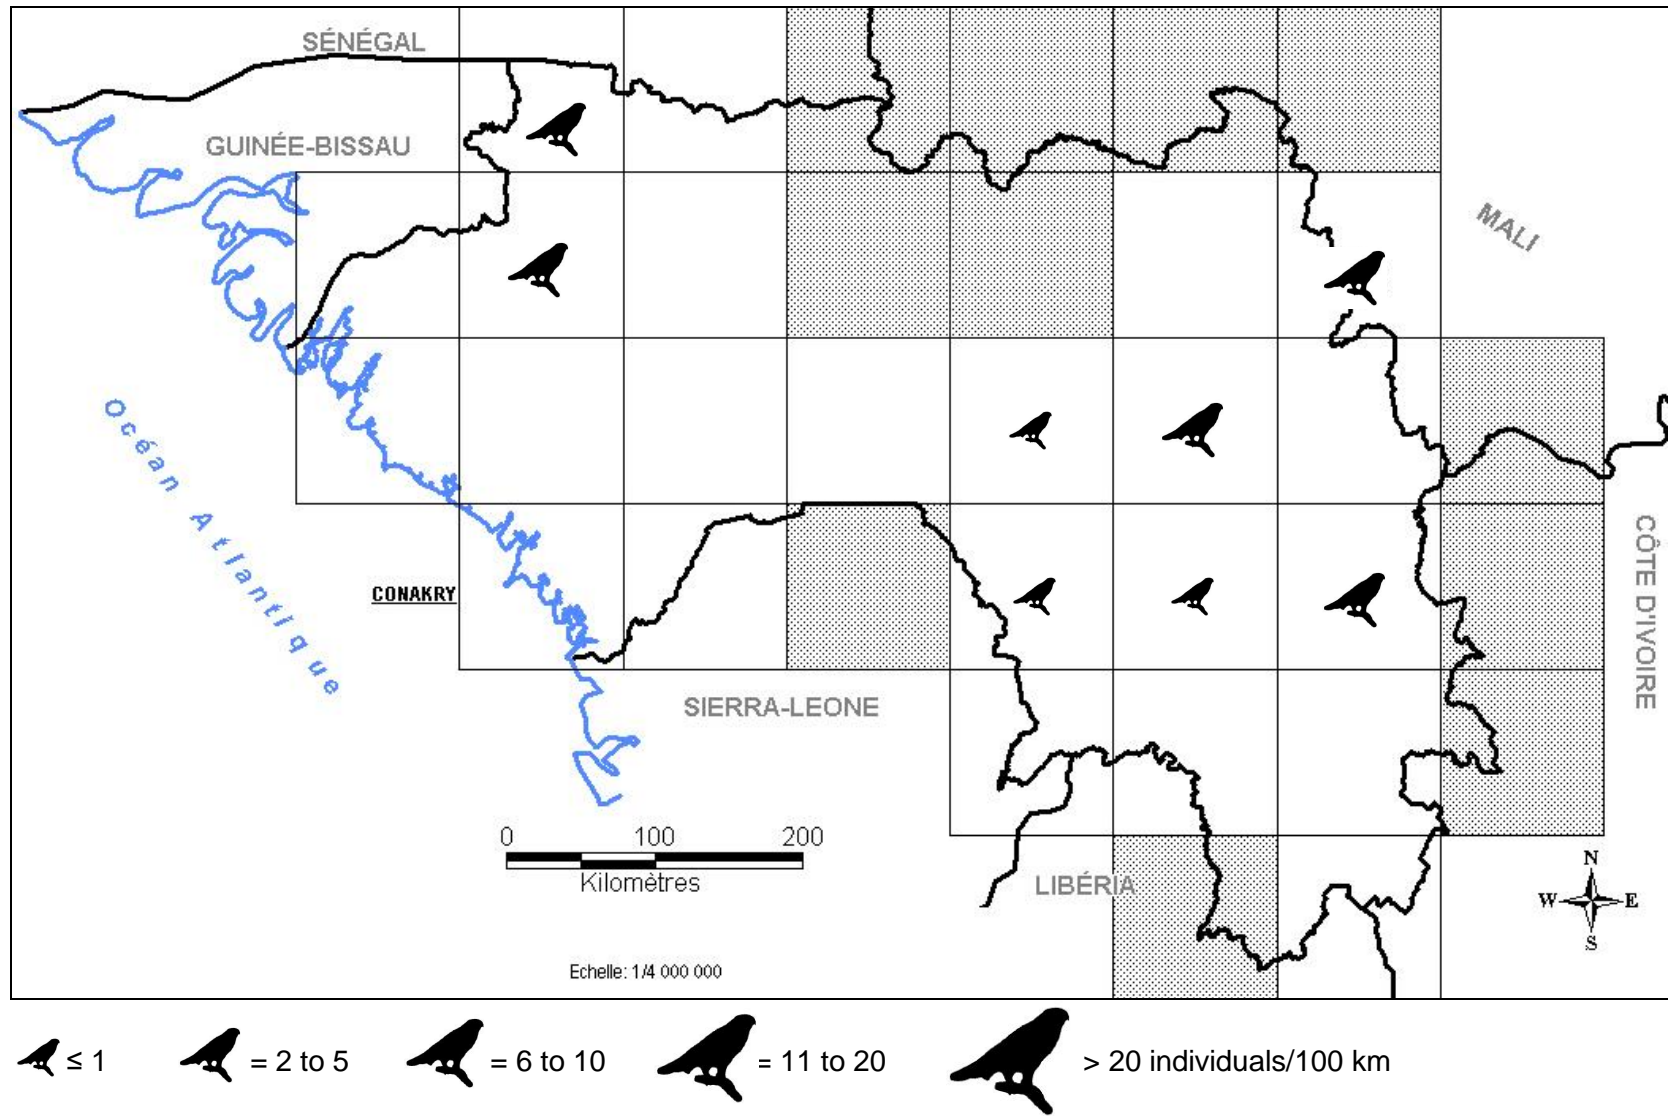 SÉNÉGAL
GUINÉE-BISSAU
MALI
Océan Atlantique
CÔTE D'IVOIRE
CONAKRY
SIERRA-LEONE
0 100 200
Kilomètres
LIBÉRIA
N
W E
S
Echelle: 1/4 000 000
≤ 1 = 2 to 5 = 6 to 10 = 11 to 20 > 20 individuals/100 km